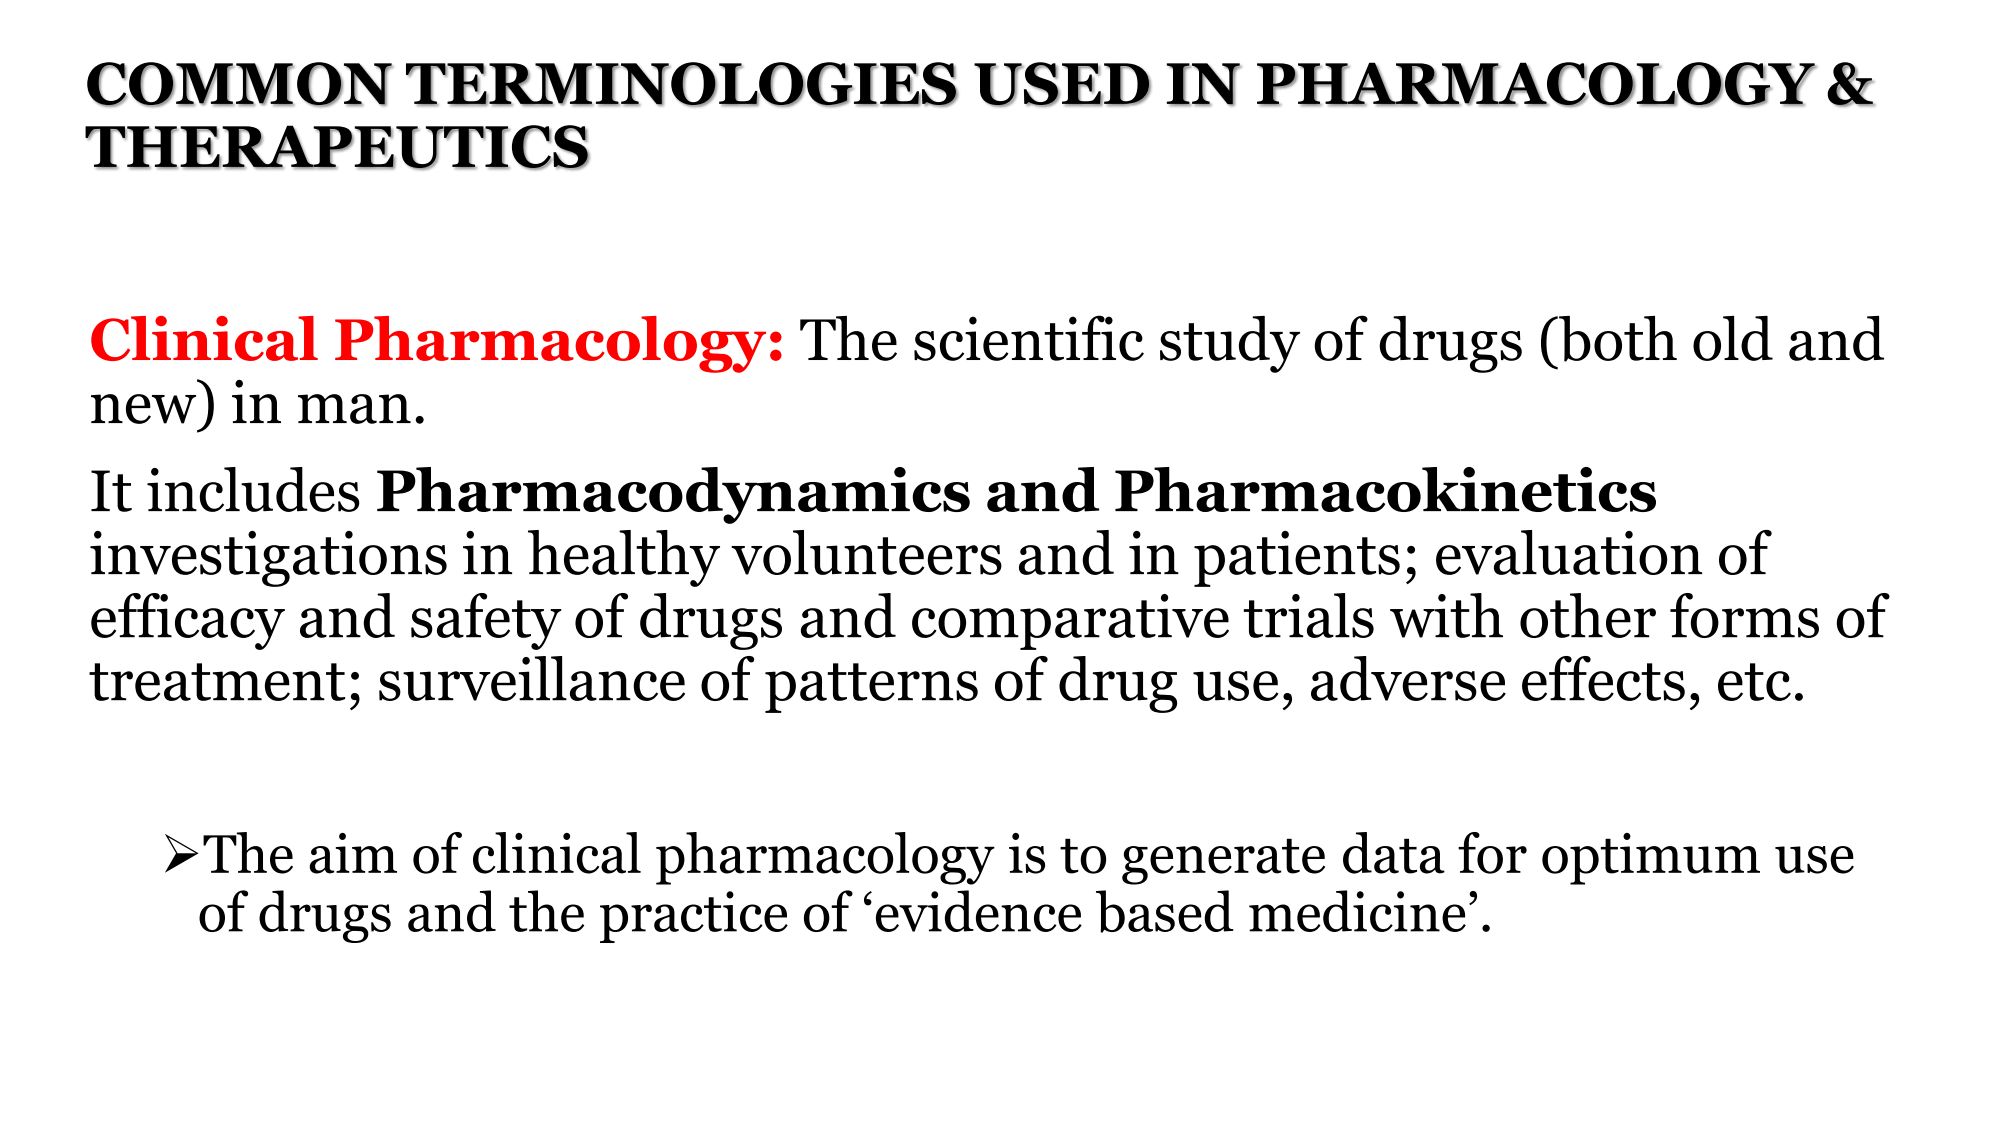 COMMON TERMINOLOGIES USED IN PHARMACOLOGY &
THERAPEUTICS
Clinical Pharmacology: The scientific study of drugs (both old and
new) in man.
It includes Pharmacodynamics and Pharmacokinetics
investigations in healthy volunteers and in patients; evaluation of
efficacy and safety of drugs and comparative trials with other forms of
treatment; surveillance of patterns of drug use, adverse effects, etc.
➢The aim of clinical pharmacology is to generate data for optimum use
of drugs and the practice of ‘evidence based medicine’.